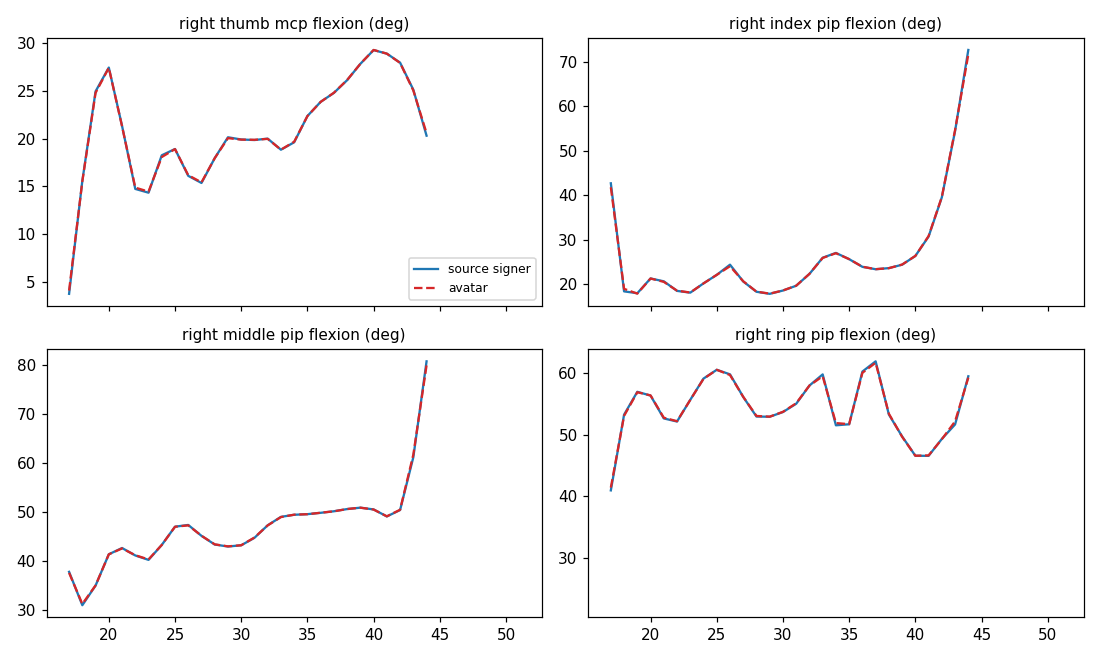 right thumb mcp flexion (deg)
30
25
20
15
10
5
source signer
avatar
right index pip flexion (deg)
70
60
50
40
30
20
right middle pip flexion (deg)
80
70
60
50
40
30
20 25 30 35 40 45 50
right ring pip flexion (deg)
60
50
40
30
20 25 30 35 40 45 50